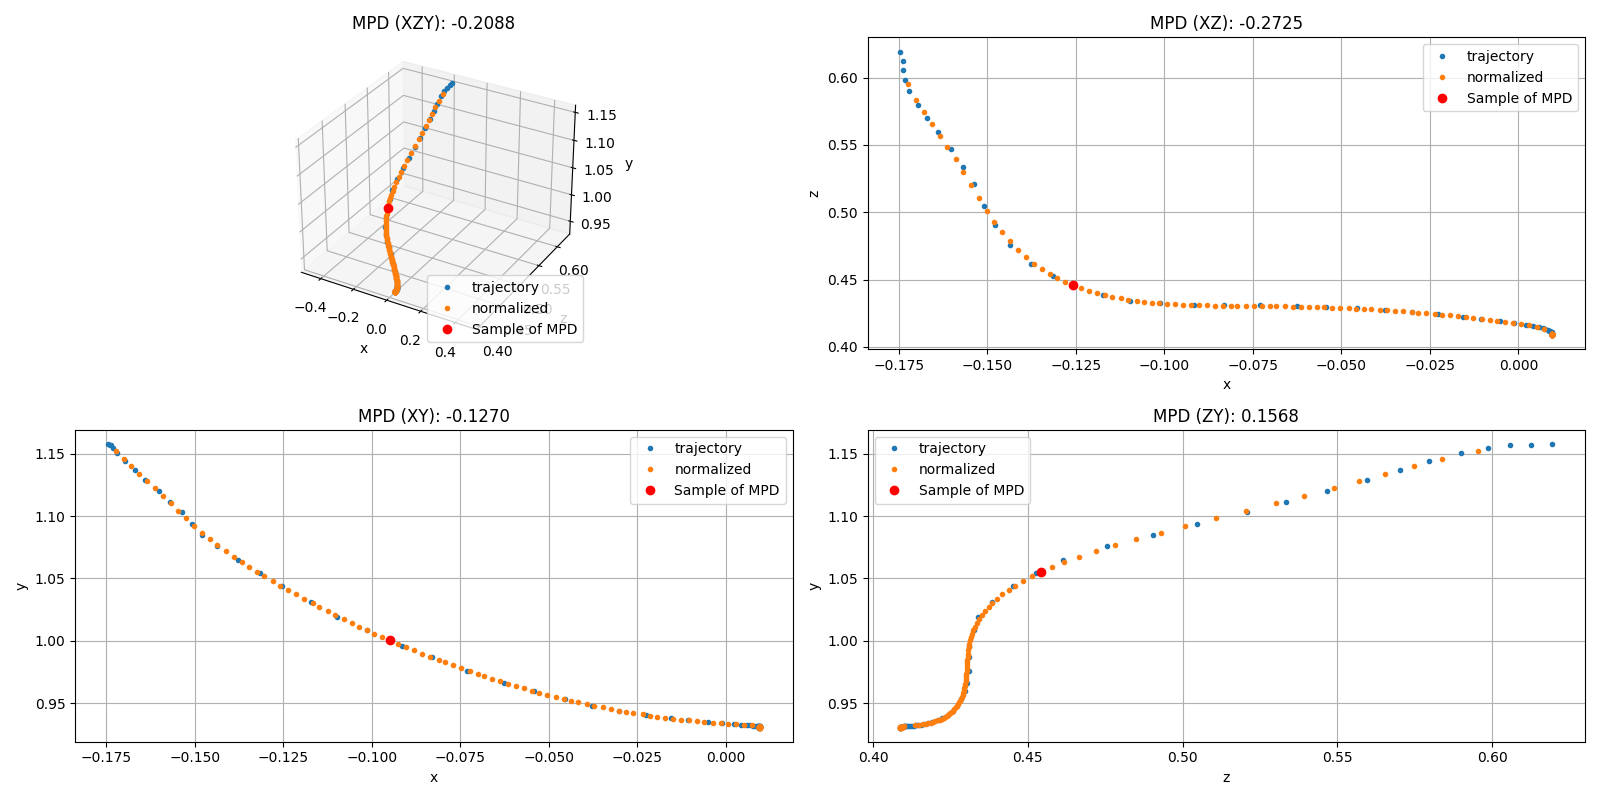 MPD (XZY): -0.2088
1.15
1.10
1.05
1.00
0.95
y
0.60
0.55
z
0.40
−0.4
−0.2
0.0
0.2
0.4
x
trajectory
normalized
Sample of MPD
MPD (XZ): -0.2725
0.60
0.55
0.50
0.45
0.40
z
−0.175
−0.150
−0.125
−0.100
−0.075
−0.050
−0.025
0.000
x
trajectory
normalized
Sample of MPD
MPD (XY): -0.1270
1.15
1.10
1.05
1.00
0.95
y
−0.175
−0.150
−0.125
−0.100
−0.075
−0.050
−0.025
0.000
x
trajectory
normalized
Sample of MPD
MPD (ZY): 0.1568
1.15
1.10
1.05
1.00
0.95
y
0.40
0.45
0.50
0.55
0.60
z
trajectory
normalized
Sample of MPD